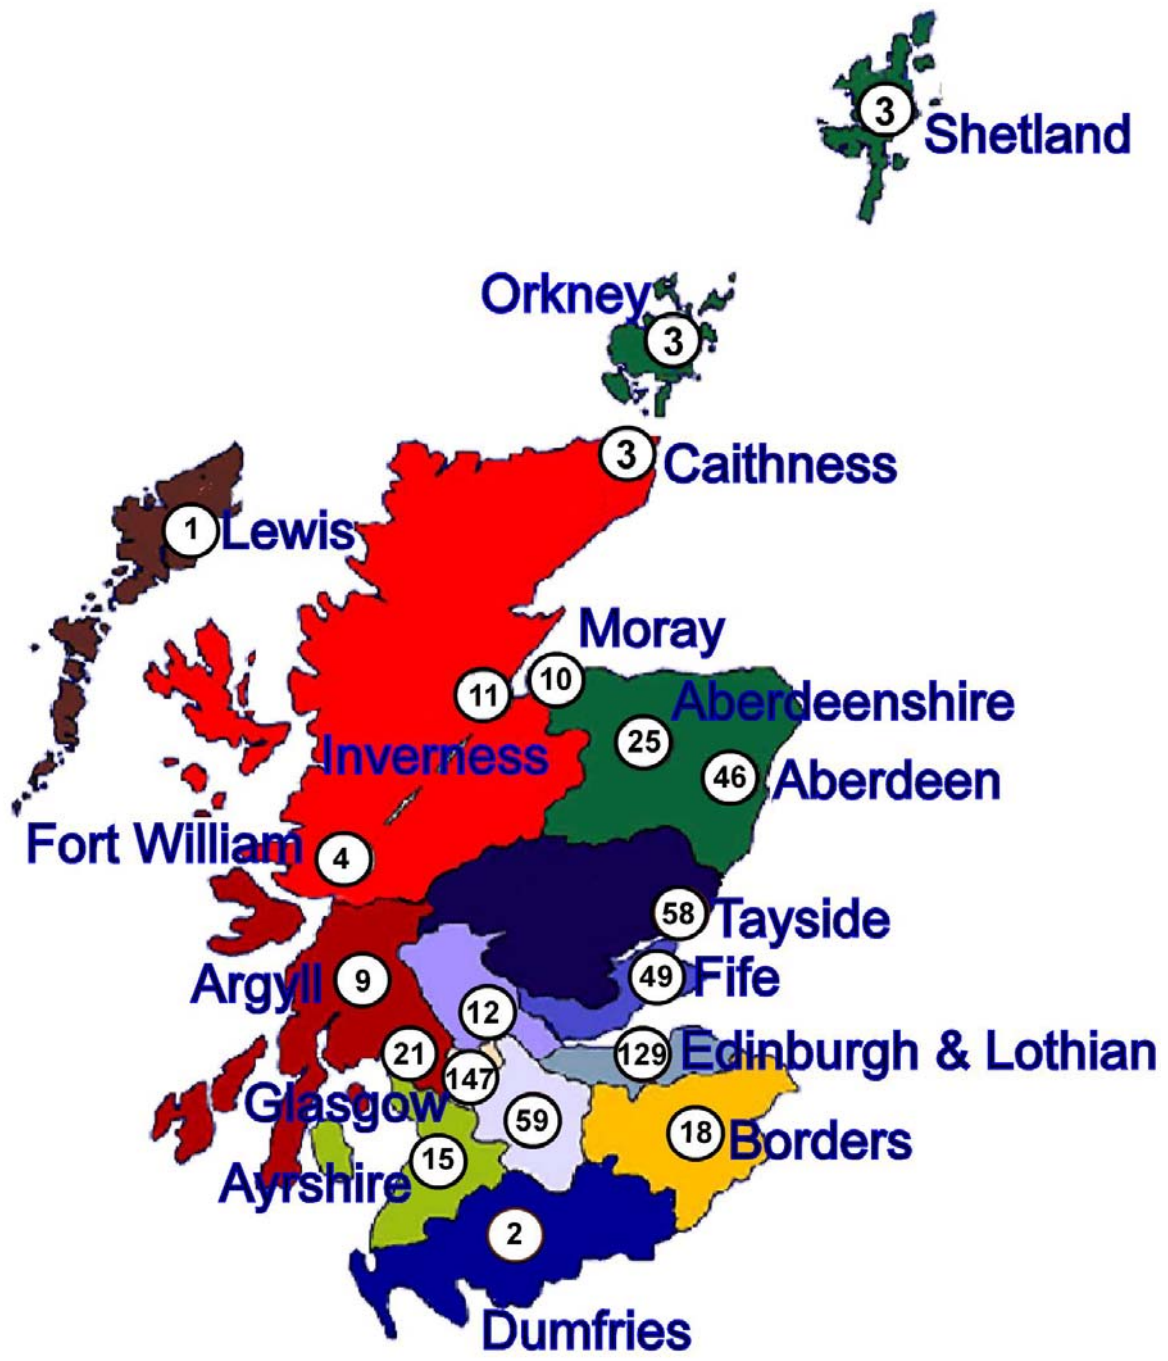 3
Shetland
Orkney
3
3 Caithness
1 Lewis
Moray
11 10
Aberdeenshire
25
Inverness
46 Aberdeen
Fort William 4
58 Tayside
Argyll 9
49 Fife
12
21
129 Edinburgh & Lothian
147
Glasgow
59
18 Borders
15
Ayrshire
2
Dumfries